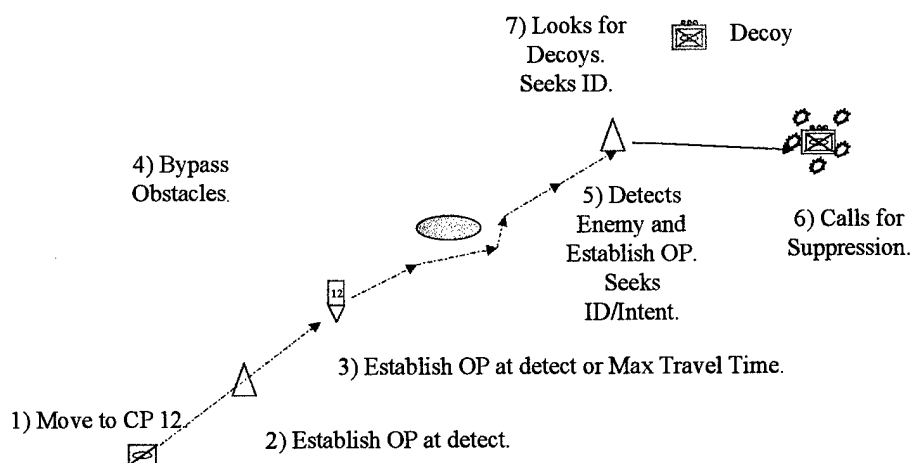 7) Looks for
Decoys.
Seeks ID.
Decoy
4) Bypass
Obstacles.
5) Detects
Enemy and
Establish OP.
Seeks
ID/Intent.
6) Calls for
Suppression.
12
3) Establish OP at detect or Max Travel Time.
1) Move to CP 12.
2) Establish OP at detect.